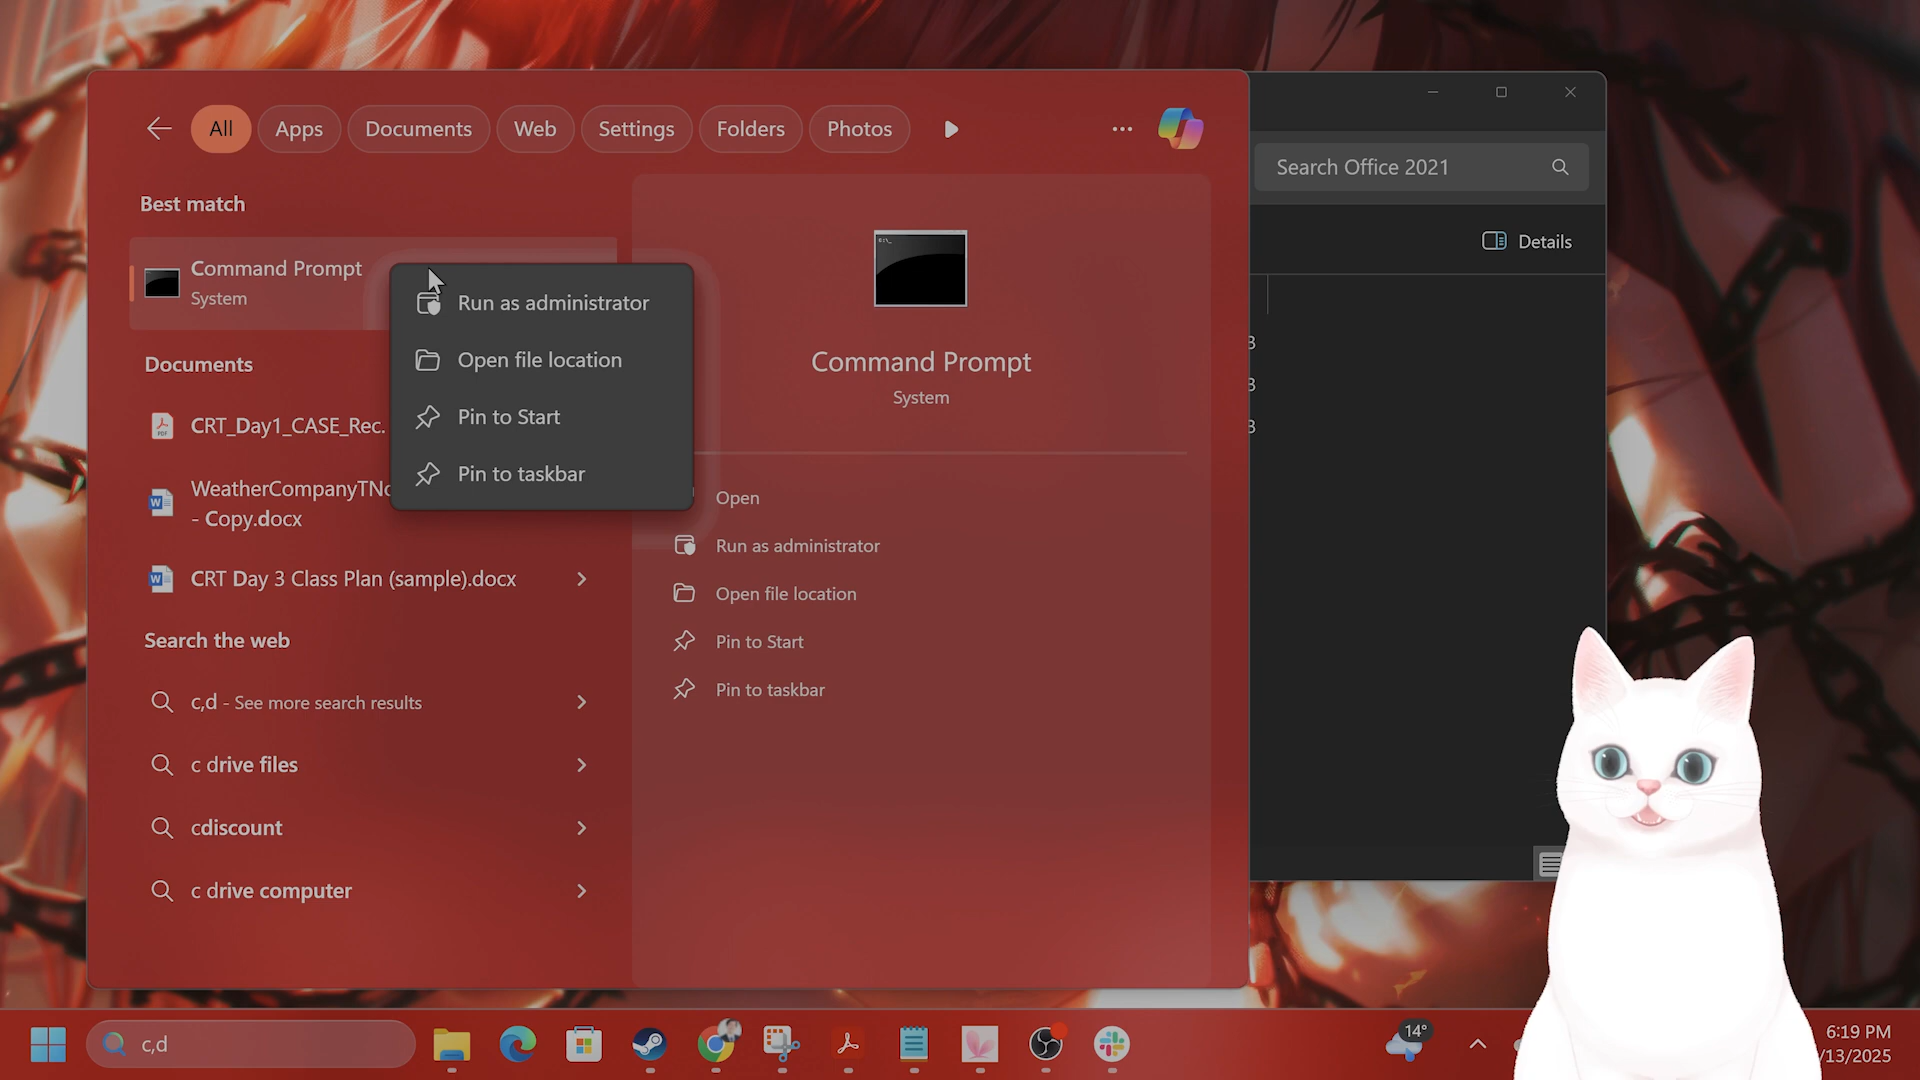 All
Apps
Documents
Web
Settings
Folders
Photos
Search Office 2021
Details
Best match
Command Prompt
System
Run as administrator
Open file location
Pin to Start
Pin to taskbar
Documents
CRT_Day1_CASE_Rec.
WeatherCompanyTNo
- Copy.docx
CRT Day 3 Class Plan (sample).docx
Search the web
c,d - See more search results
c drive files
cdiscount
c drive computer
Command Prompt
System
Open
Run as administrator
Open file location
Pin to Start
Pin to taskbar
c,d
14°
6:19 PM
/13/2025